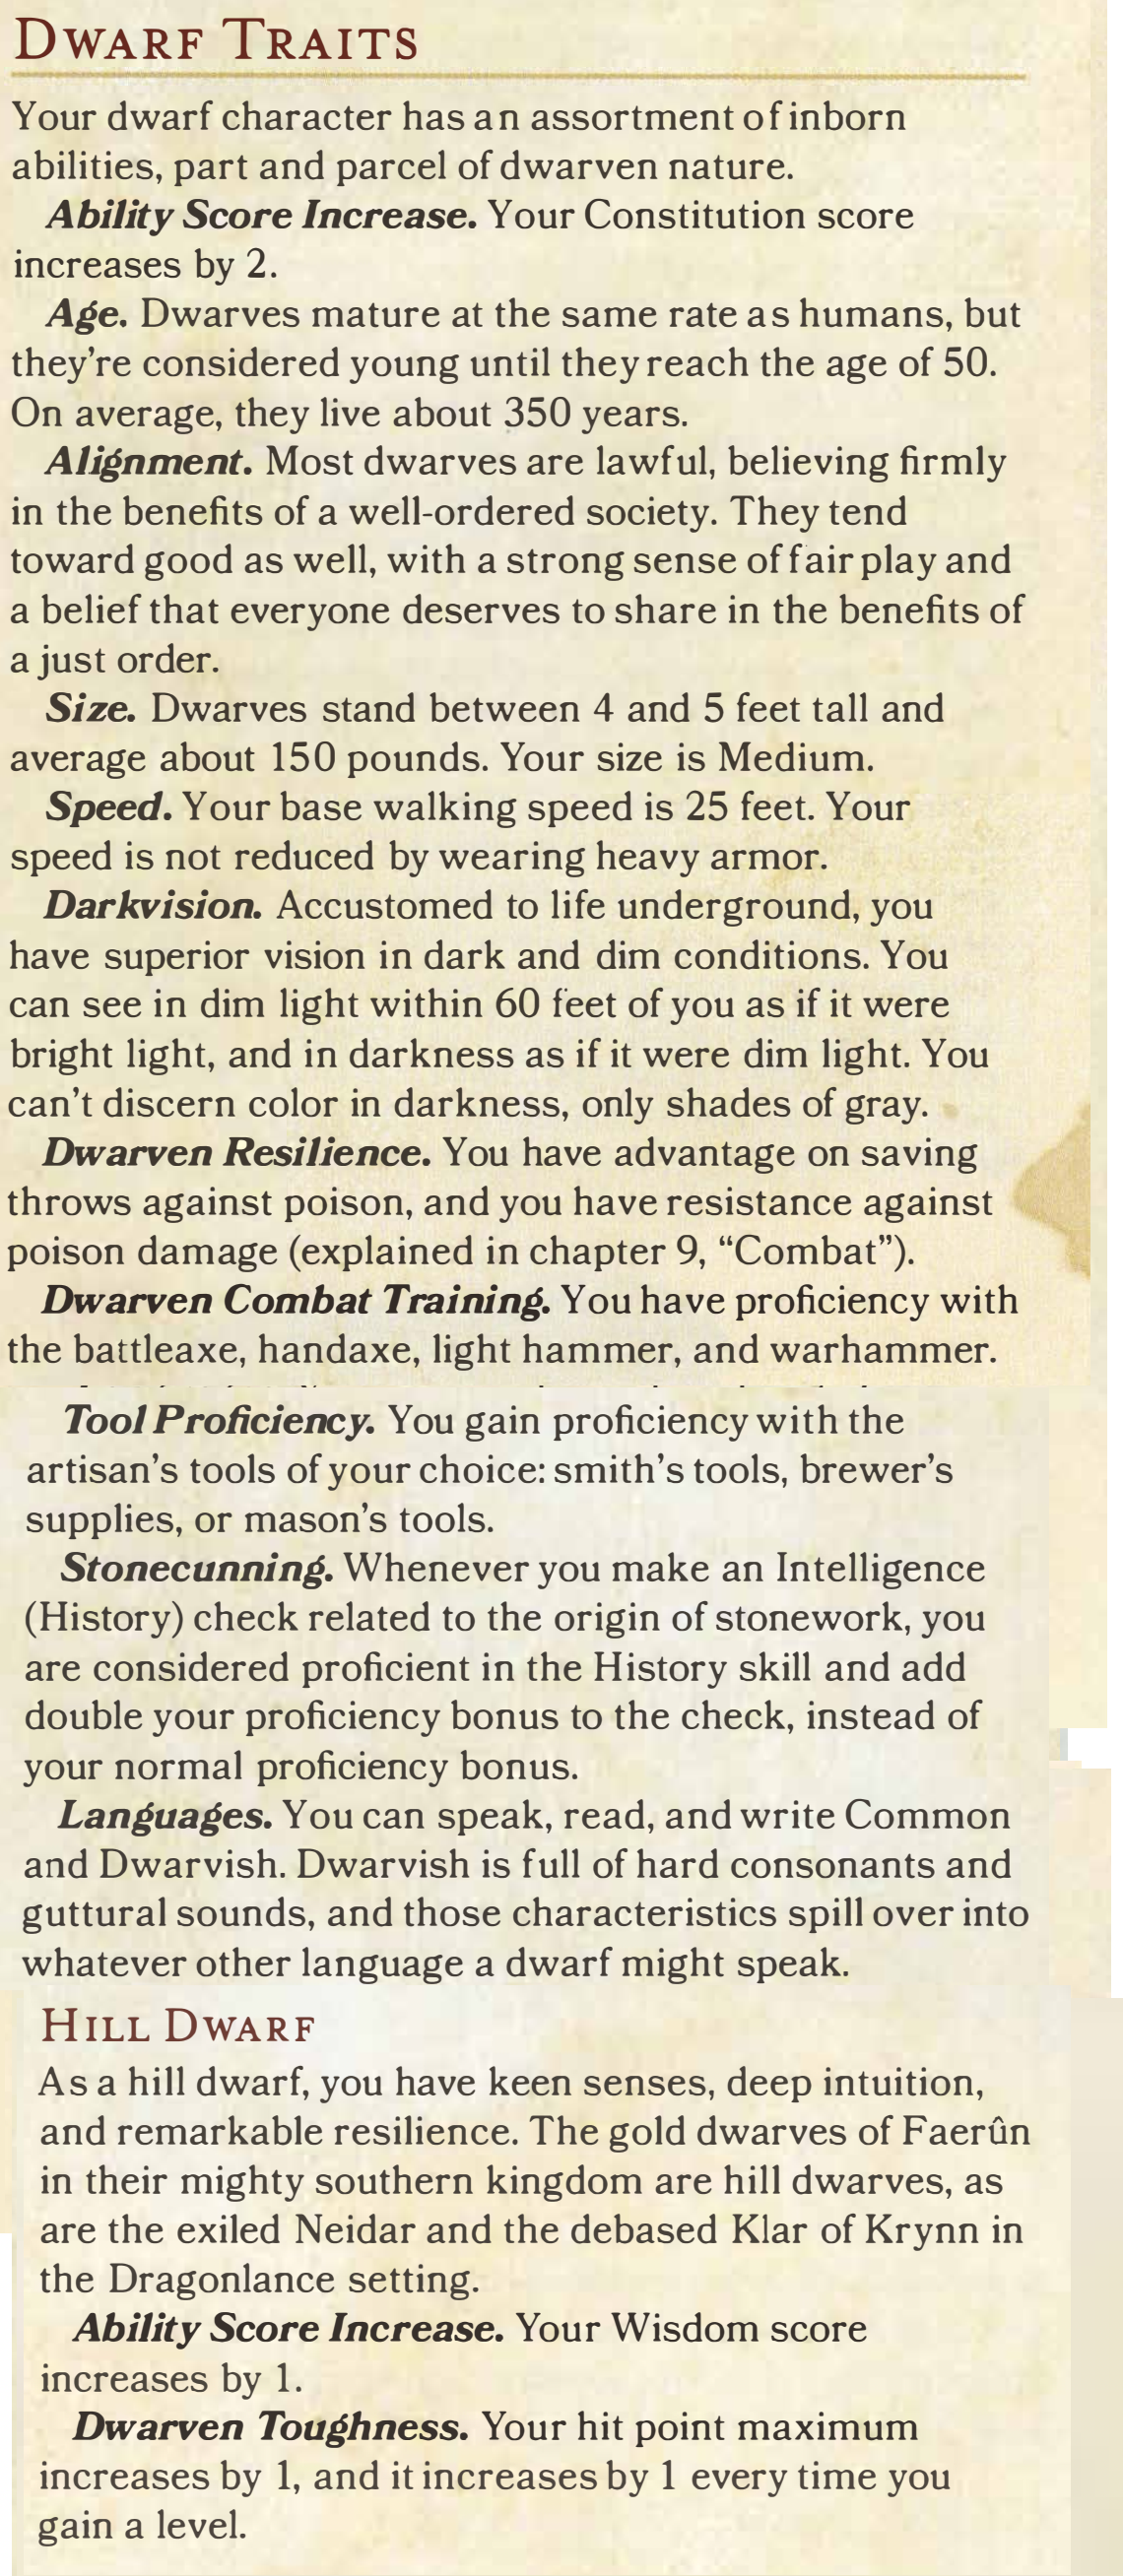 DWARF TRAITS
Your dwarf character has an assortment of inborn
abilities, part and parcel of dwarven nature.
Ability Score Increase. Your Constitution score
increases by 2.
Age. Dwarves mature at the same rate as humans, but
they're considered young until they reach the age of 50.
On average, they live about 350 years.
Alignment. Most dwarves are lawful, believing firmly
in the benefits of a well-ordered society. They tend
toward good as well, with a strong sense of fair play and
a belief that everyone deserves to share in the benefits of
a just order.
Size. Dwarves stand between 4 and 5 feet tall and
average about 150 pounds. Your size is Medium.
Speed. Your base walking speed is 25 feet. Your
speed is not reduced by wearing heavy armor.
Darkvision. Accustomed to life underground, you
have superior vision in dark and dim conditions. You
can see in dim light within 60 feet of you as if it were
bright light, and in darkness as if it were dim light. You
can't discern color in darkness, only shades of gray.
Dwarven Resilience. You have advantage on saving
throws against poison, and you have resistance against
poison damage (explained in chapter 9, “Combat”).
Dwarven Combat Training. You have proficiency with
the battleaxe, handaxe, light hammer, and warhammer.
Tool Proficiency. You gain proficiency with the
artisan's tools of your choice: smith's tools, brewer's
supplies, or mason's tools.
Stonecunning. Whenever you make an Intelligence
(History) check related to the origin of stonework, you
are considered proficient in the History skill and add
double your proficiency bonus to the check, instead of
your normal proficiency bonus.
Languages. You can speak, read, and write Common
and Dwarvish. Dwarvish is full of hard consonants and
guttural sounds, and those characteristics spill over into
whatever other language a dwarf might speak.
HILL DWARF
As a hill dwarf, you have keen senses, deep intuition,
and remarkable resilience. The gold dwarves of Faerûn
in their mighty southern kingdom are hill dwarves, as
are the exiled Neidar and the debased Klar of Krynn in
the Dragonlance setting.
Ability Score Increase. Your Wisdom score
increases by 1.
Dwarven Toughness. Your hit point maximum
increases by 1, and it increases by 1 every time you
gain a level.